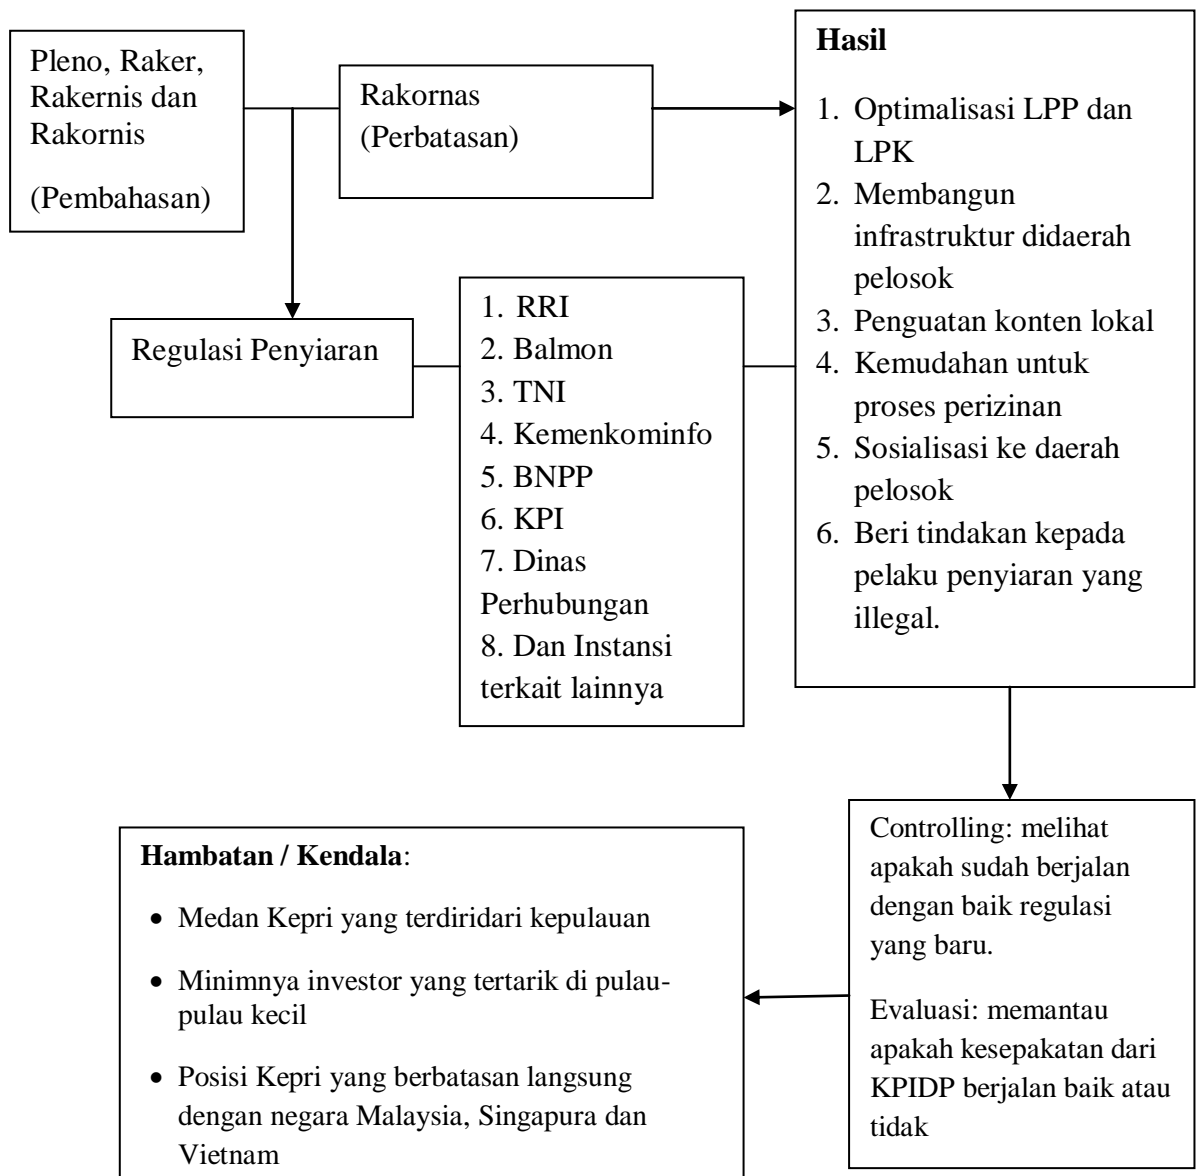 Pleno, Raker,
Rakernis dan
Rakornis
(Pembahasan)
Rakornas
(Perbatasan)
Hasil
1. Optimalisasi LPP dan
LPK
2. Membangun
infrastruktur didaerah
pelosok
3. Penguatan konten lokal
4. Kemudahan untuk
proses perizinan
5. Sosialisasi ke daerah
pelosok
6. Beri tindakan kepada
pelaku penyiaran yang
illegal.
Regulasi Penyiaran
1. RRI
2. Balmon
3. TNI
4. Kemenkominfo
5. BNPP
6. KPI
7. Dinas
Perhubungan
8. Dan Instansi
terkait lainnya
Controlling: melihat
apakah sudah berjalan
dengan baik regulasi
yang baru.
Evaluasi: memantau
apakah kesepakatan dari
KPIDP berjalan baik atau
tidak
Hambatan / Kendala:
• Medan Kepri yang terdiridari kepulauan
• Minimnya investor yang tertarik di pulau-
pulau kecil
• Posisi Kepri yang berbatasan langsung
dengan negara Malaysia, Singapura dan
Vietnam